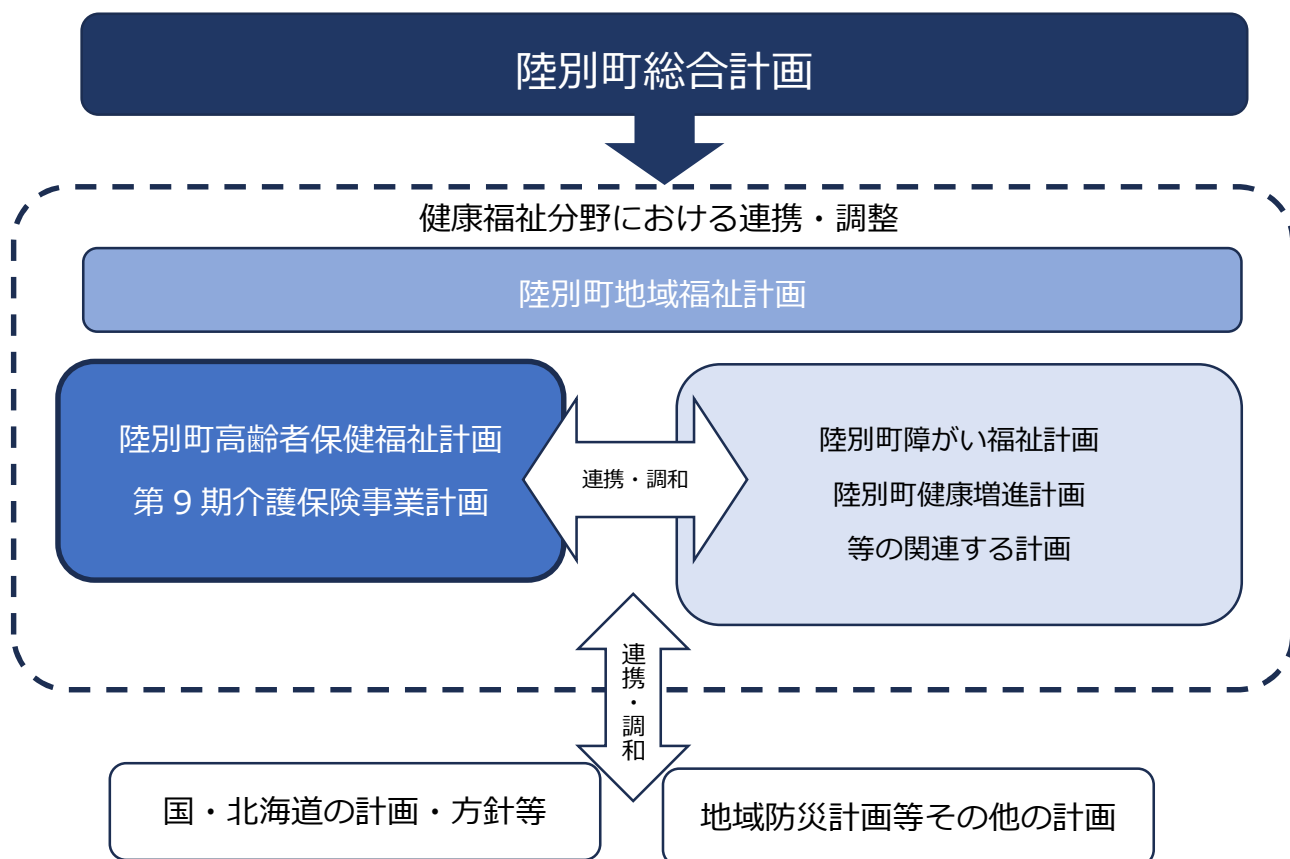 陸別町総合計画
健康福祉分野における連携・調整
陸別町地域福祉計画
陸別町高齢者保健福祉計画
第9期介護保険事業計画
連携・調和
陸別町障がい福祉計画
陸別町健康増進計画
等の関連する計画
連携・調和
国・北海道の計画・方針等
地域防災計画等その他の計画